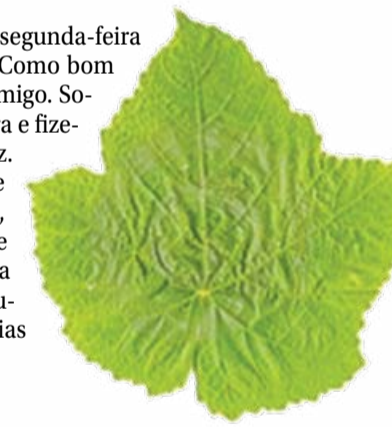 segunda-feira
Como bom
migo. So-
a e fize-
z.
e
,
e
a
u-
ias